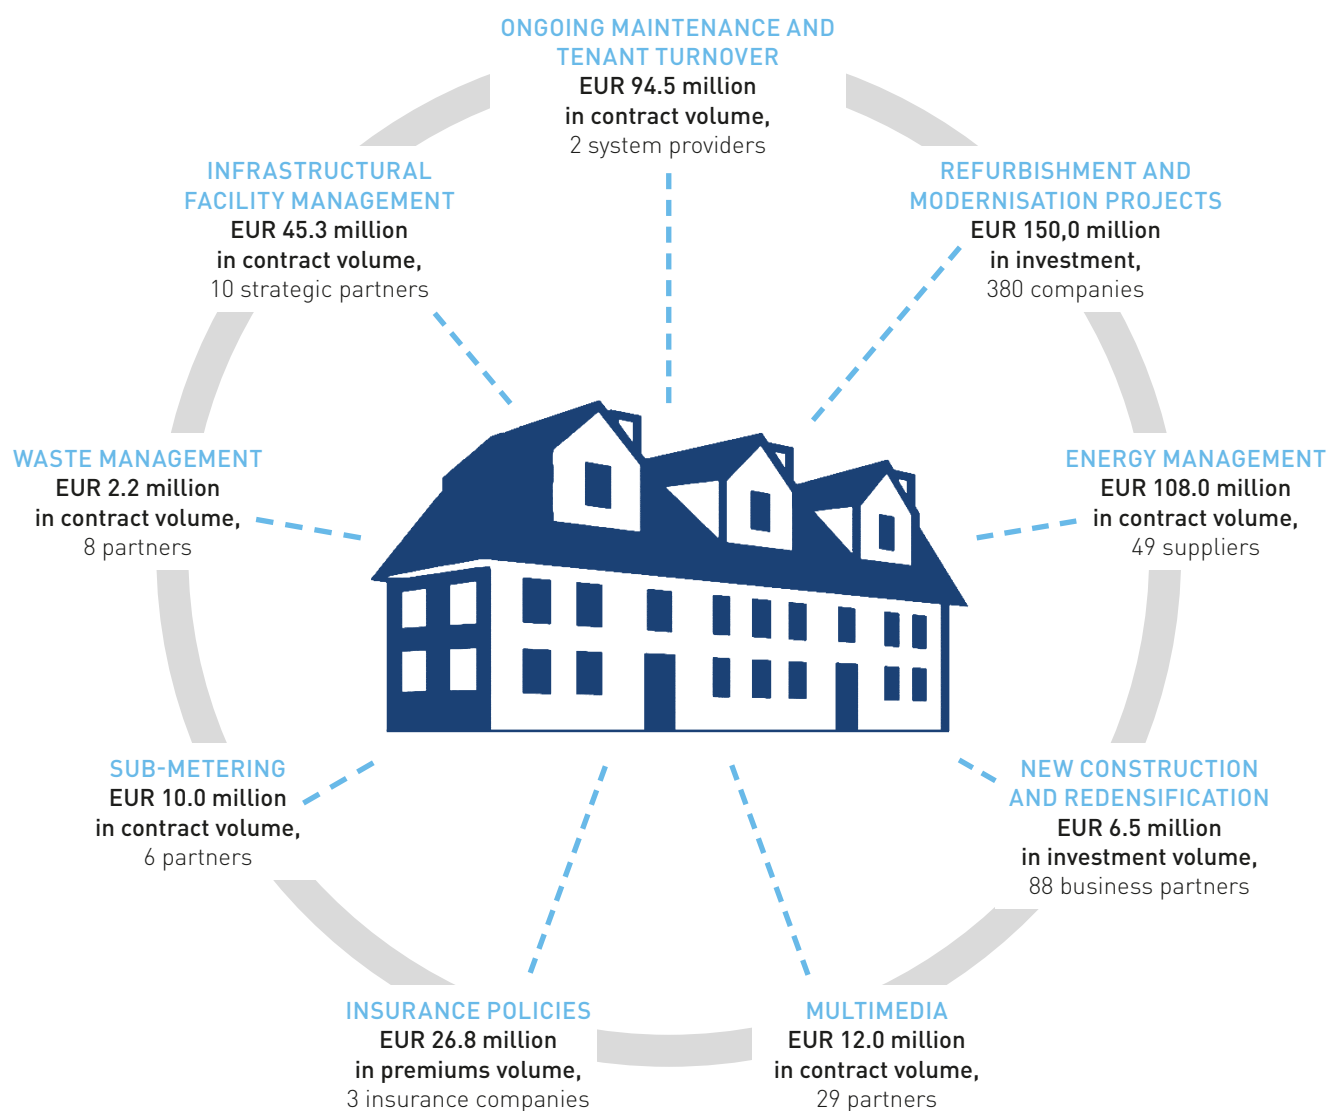 ONGOING MAINTENANCE AND
TENANT TURNOVER
EUR 94.5 million
in contract volume,
2 system providers
REFURBISHMENT AND
MODERNISATION PROJECTS
EUR 150,0 million
in investment,
380 companies
ENERGY MANAGEMENT
EUR 108.0 million
in contract volume,
49 suppliers
NEW CONSTRUCTION
AND REDENSIFICATION
EUR 6.5 million
in investment volume,
88 business partners
MULTIMEDIA
EUR 12.0 million
in contract volume,
29 partners
INSURANCE POLICIES
EUR 26.8 million
in premiums volume,
3 insurance companies
SUB-METERING
EUR 10.0 million
in contract volume,
6 partners
WASTE MANAGEMENT
EUR 2.2 million
in contract volume,
8 partners
INFRASTRUCTURAL
FACILITY MANAGEMENT
EUR 45.3 million
in contract volume,
10 strategic partners